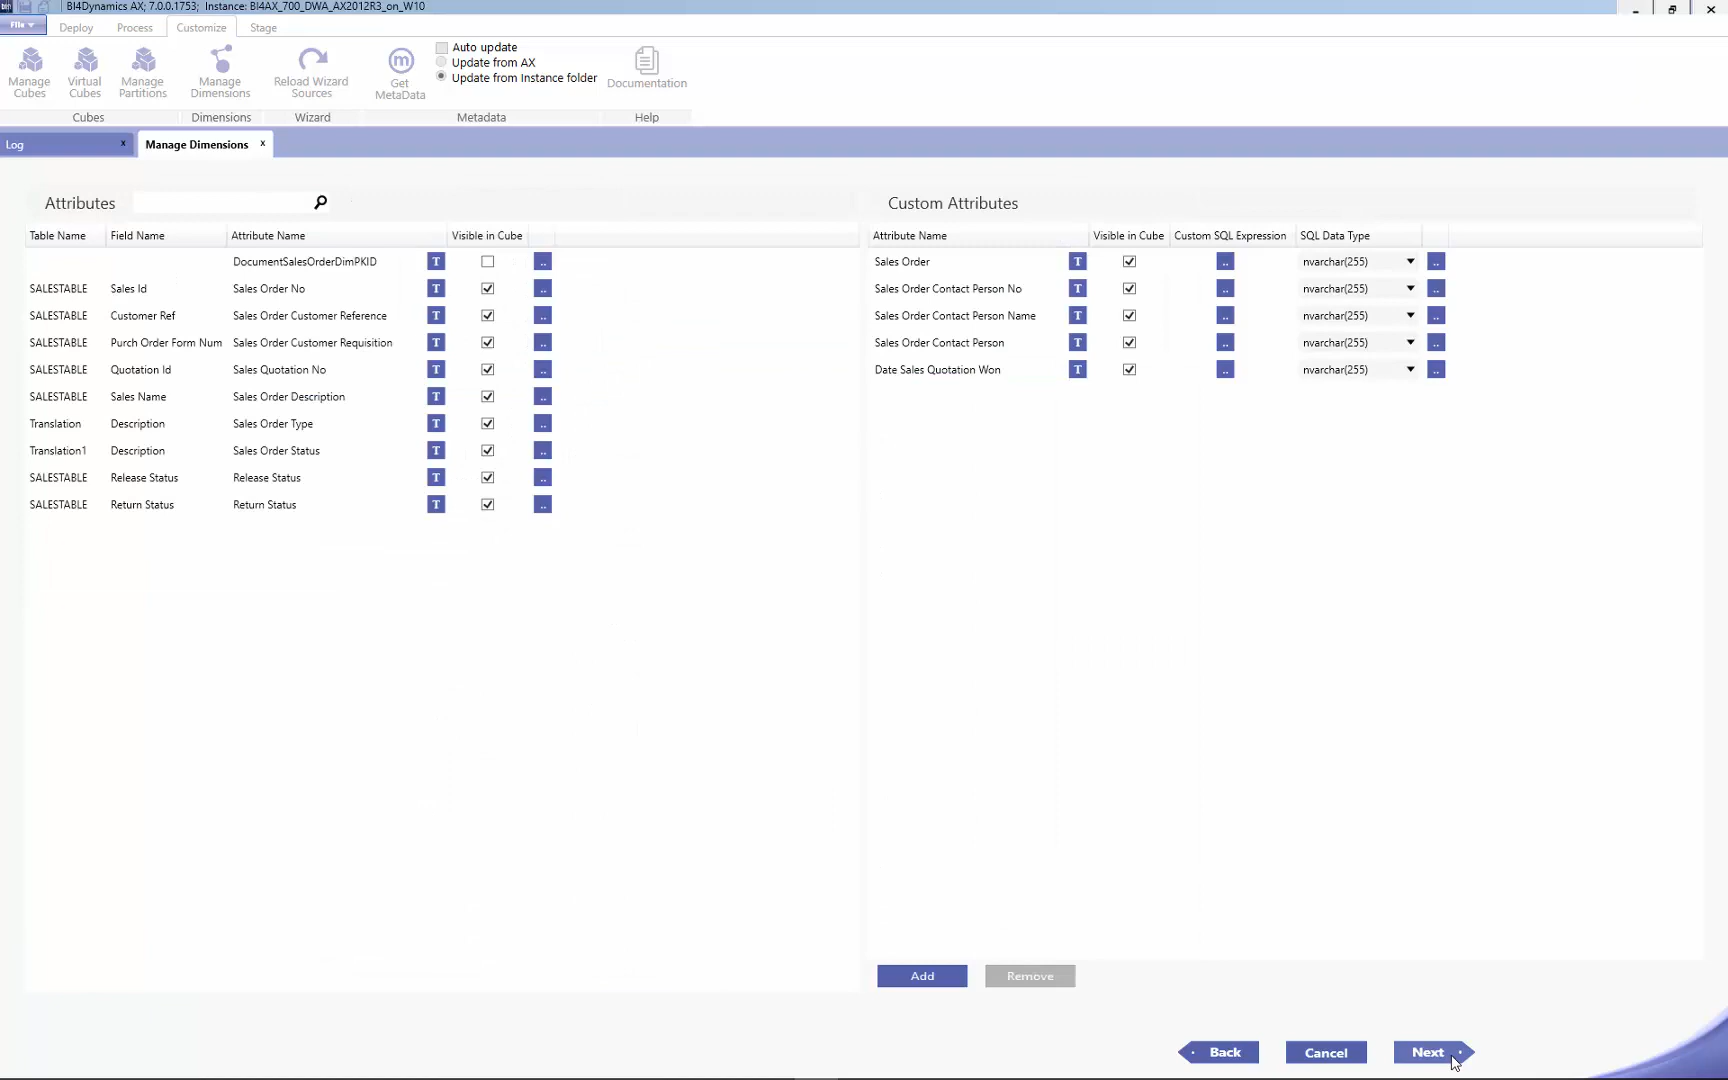 BI4Dynamics AX; 7.0.0.1753; Instance: BI4AX_700_DWA_AX2012R3_on_W10
File Deploy Process Customize Stage
Manage Cubes
Virtual Cubes
Manage Partitions
Manage Dimensions
Reload Wizard Sources
Get MetaData
Auto update
Update from AX
Update from Instance folder
Documentation
Cubes Dimensions Wizard Metadata Help
Log x Manage Dimensions x
Attributes Custom Attributes
Table Name Field Name Attribute Name Visible in Cube
DocumentSalesOrderDimPKID T ..
SALESTABLE Sales Id Sales Order No T ..
SALESTABLE Customer Ref Sales Order Customer Reference T ..
SALESTABLE Purch Order Form Num Sales Order Customer Requisition T ..
SALESTABLE Quotation Id Sales Quotation No T ..
SALESTABLE Sales Name Sales Order Description T ..
Translation Description Sales Order Type T ..
Translation1 Description Sales Order Status T ..
SALESTABLE Release Status Release Status T ..
SALESTABLE Return Status Return Status T ..
Attribute Name Visible in Cube Custom SQL Expression SQL Data Type
Sales Order T .. nvarchar(255) ..
Sales Order Contact Person No T .. nvarchar(255) ..
Sales Order Contact Person Name T .. nvarchar(255) ..
Sales Order Contact Person T .. nvarchar(255) ..
Date Sales Quotation Won T .. nvarchar(255) ..
Add Remove
Back Cancel Next